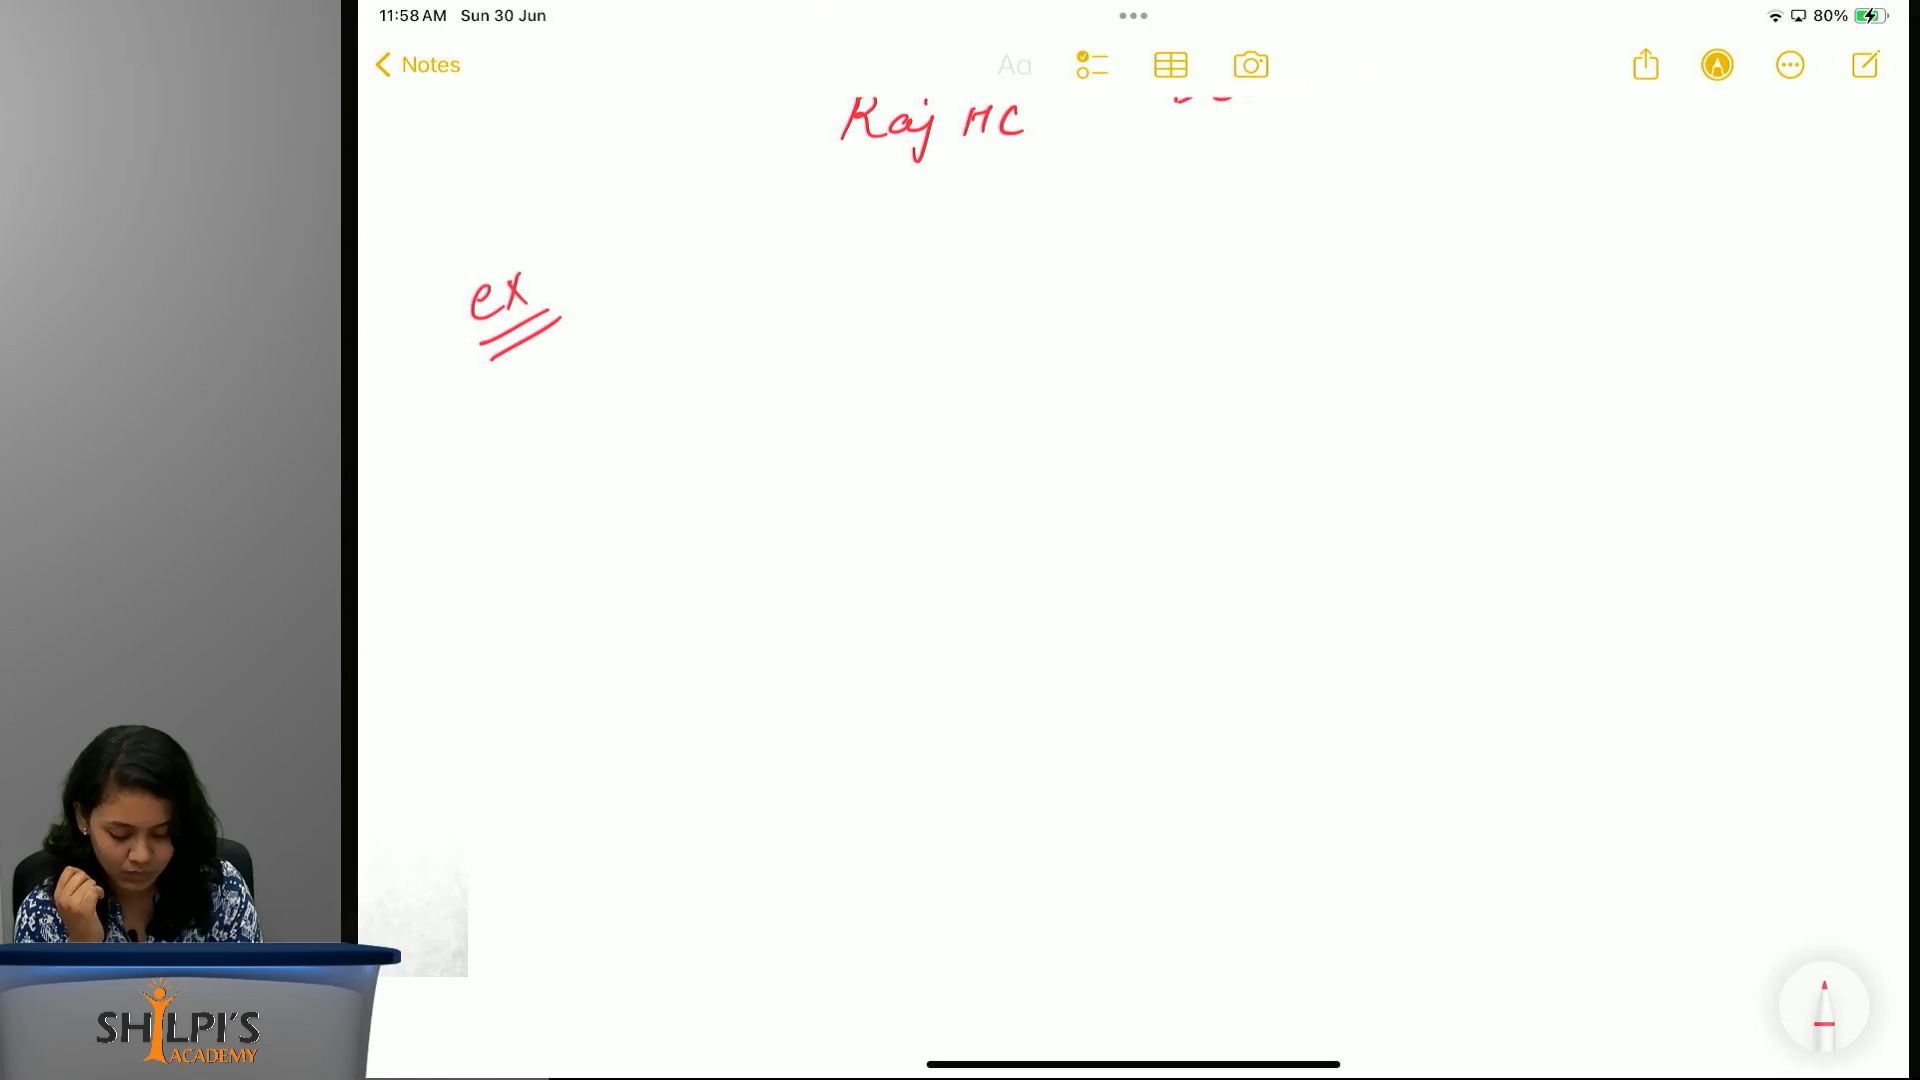 11:58 AM Sun 30 Jun
80%
Notes
Aa
Raj HC
ex
SHILPI'S
ACADEMY